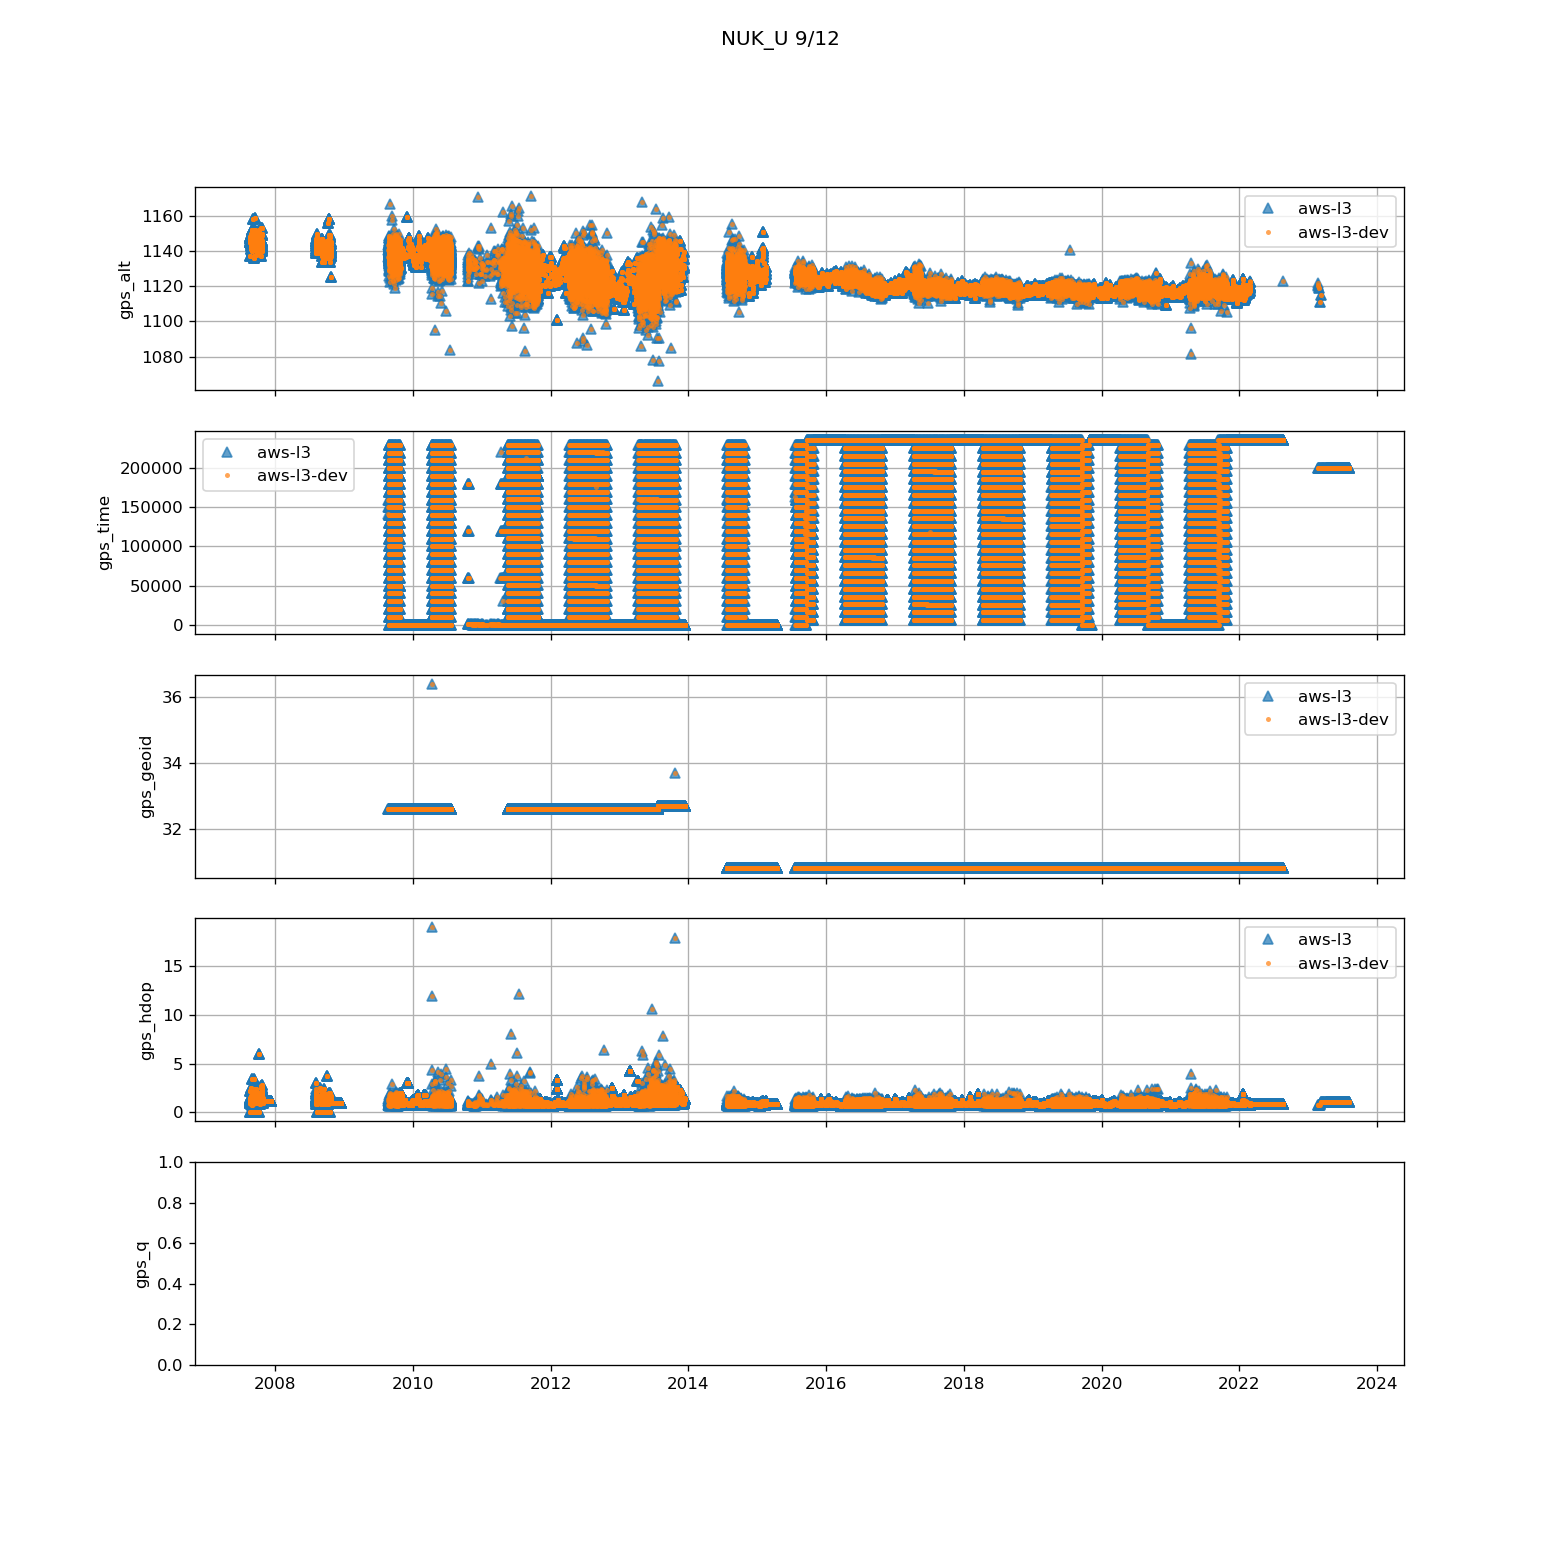 NUK_U 9/12
gps_alt
1160
1140
1120
1100
1080
aws-l3
aws-l3-dev
gps_time
200000
150000
100000
50000
0
aws-l3
aws-l3-dev
gps_geoid
36
34
32
aws-l3
aws-l3-dev
gps_hdop
15
10
5
0
aws-l3
aws-l3-dev
gps_q
1.0
0.8
0.6
0.4
0.2
0.0
2008 2010 2012 2014 2016 2018 2020 2022 2024